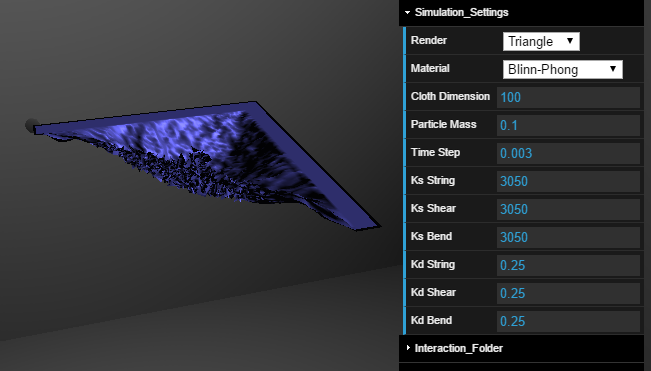 Simulation_Settings
Render Triangle
Material Blinn-Phong
Cloth Dimension 100
Particle Mass 0.1
Time Step 0.003
Ks String 3050
Ks Shear 3050
Ks Bend 3050
Kd String 0.25
Kd Shear 0.25
Kd Bend 0.25
Interaction_Folder